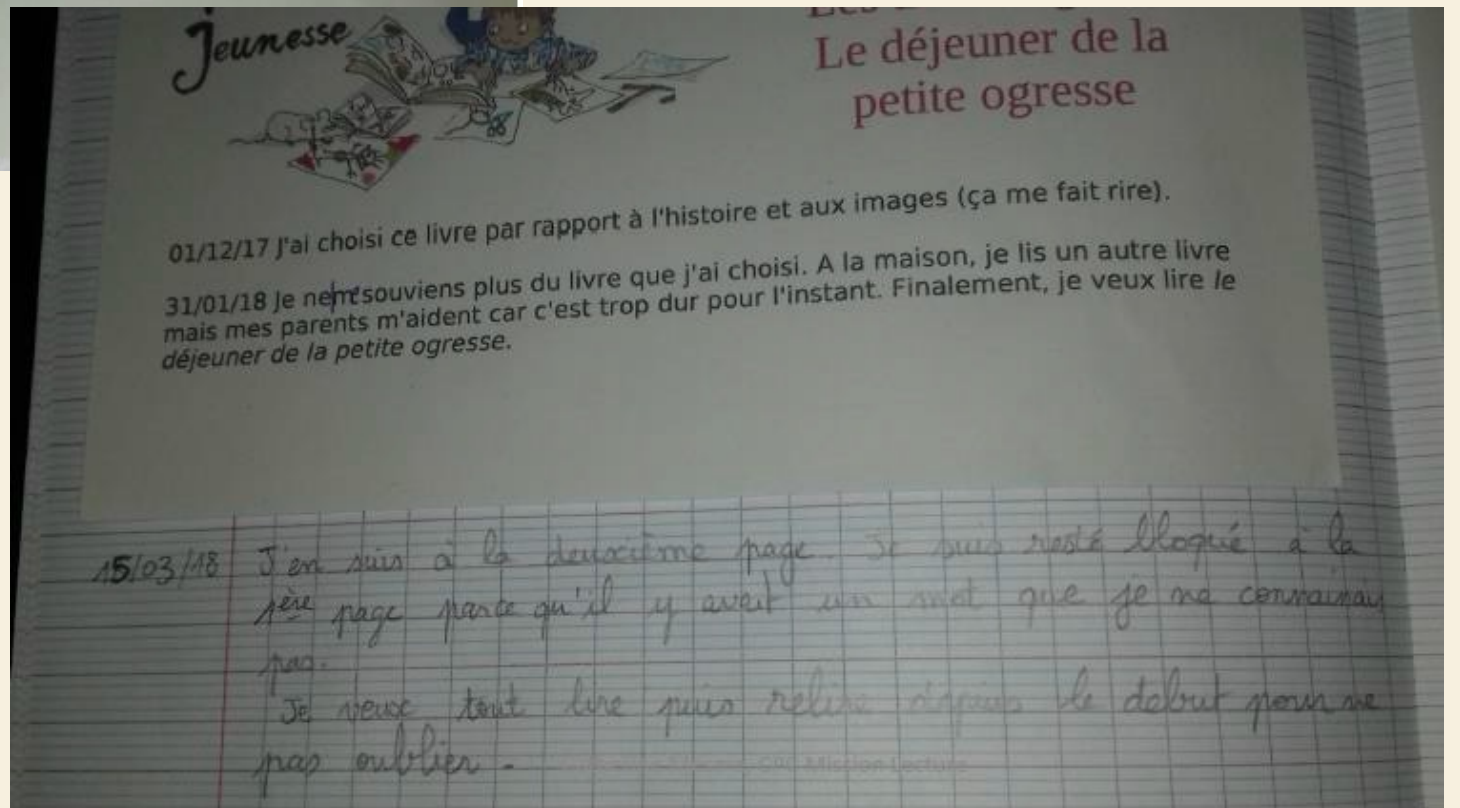 Jeunesse
Le déjeuner de la
petite ogresse
01/12/17 J'ai choisi ce livre par rapport à l'histoire et aux images (ça me fait rire).
31/01/18 Je ne me souviens plus du livre que j'ai choisi. A la maison, je lis un autre livre
mais mes parents m'aident car c'est trop dur pour l'instant. Finalement, je veux lire le
déjeuner de la petite ogresse.
15/03/18 J'en suis à la deuxième page. Je suis resté bloqué à la
1ère page parce qu'il y avait un mot que je ne connaissais
pas.
Je veux tout lire puis relire depuis le début pour ne
pas oublier.
Mission Lecture